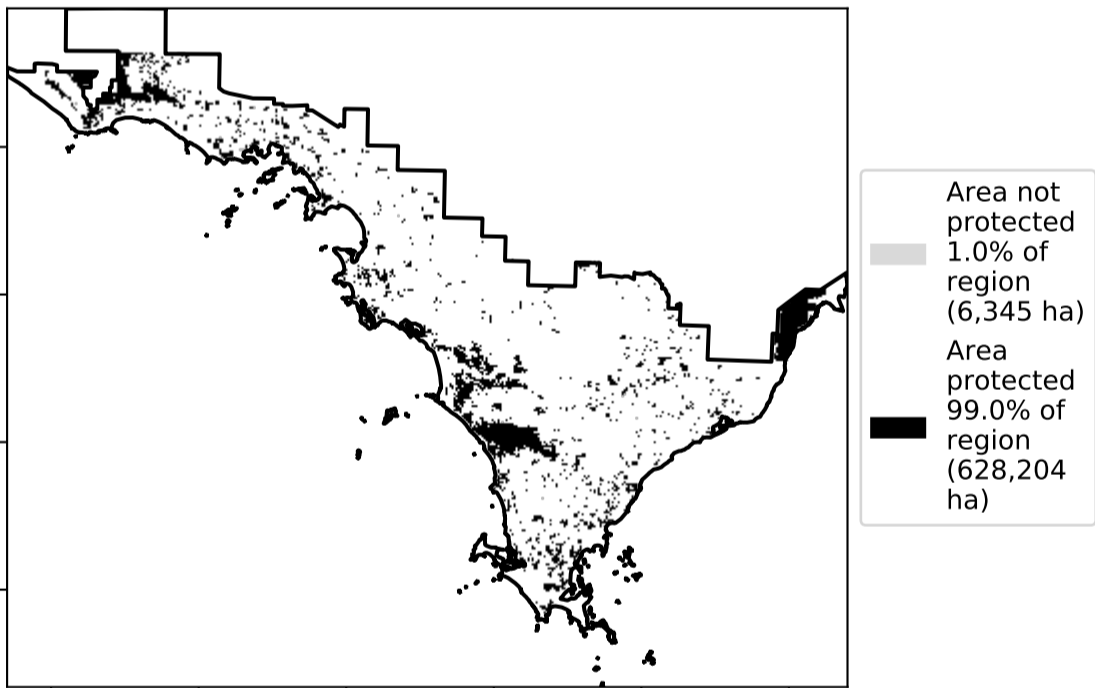 Area not
protected
1.0% of
region
(6,345 ha)
Area
protected
99.0% of
region
(628,204
ha)